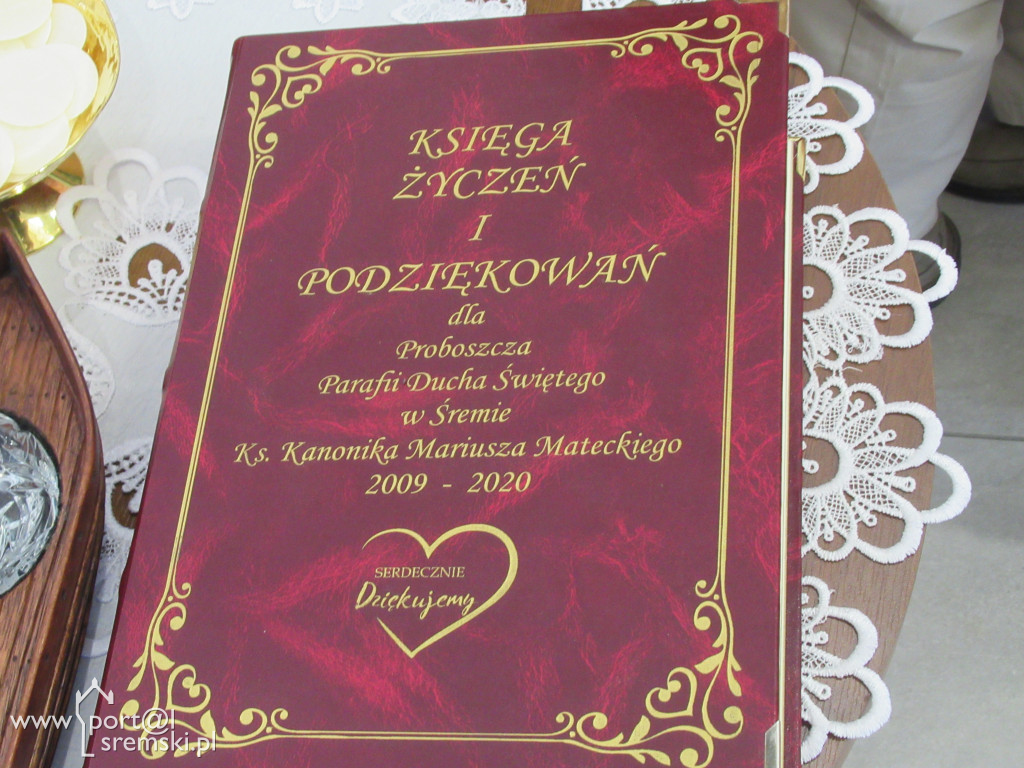 KSIĘGA
ŻYCZEŃ
I
PODZIĘKOWAŃ
dla
Proboszcza
Parafii Ducha Świętego
w Śremie
Ks. Kanonika Mariusza Mateckiego
2009 - 2020
SERDECZNIE
Dziękujemy
www port@l
sremski.pl